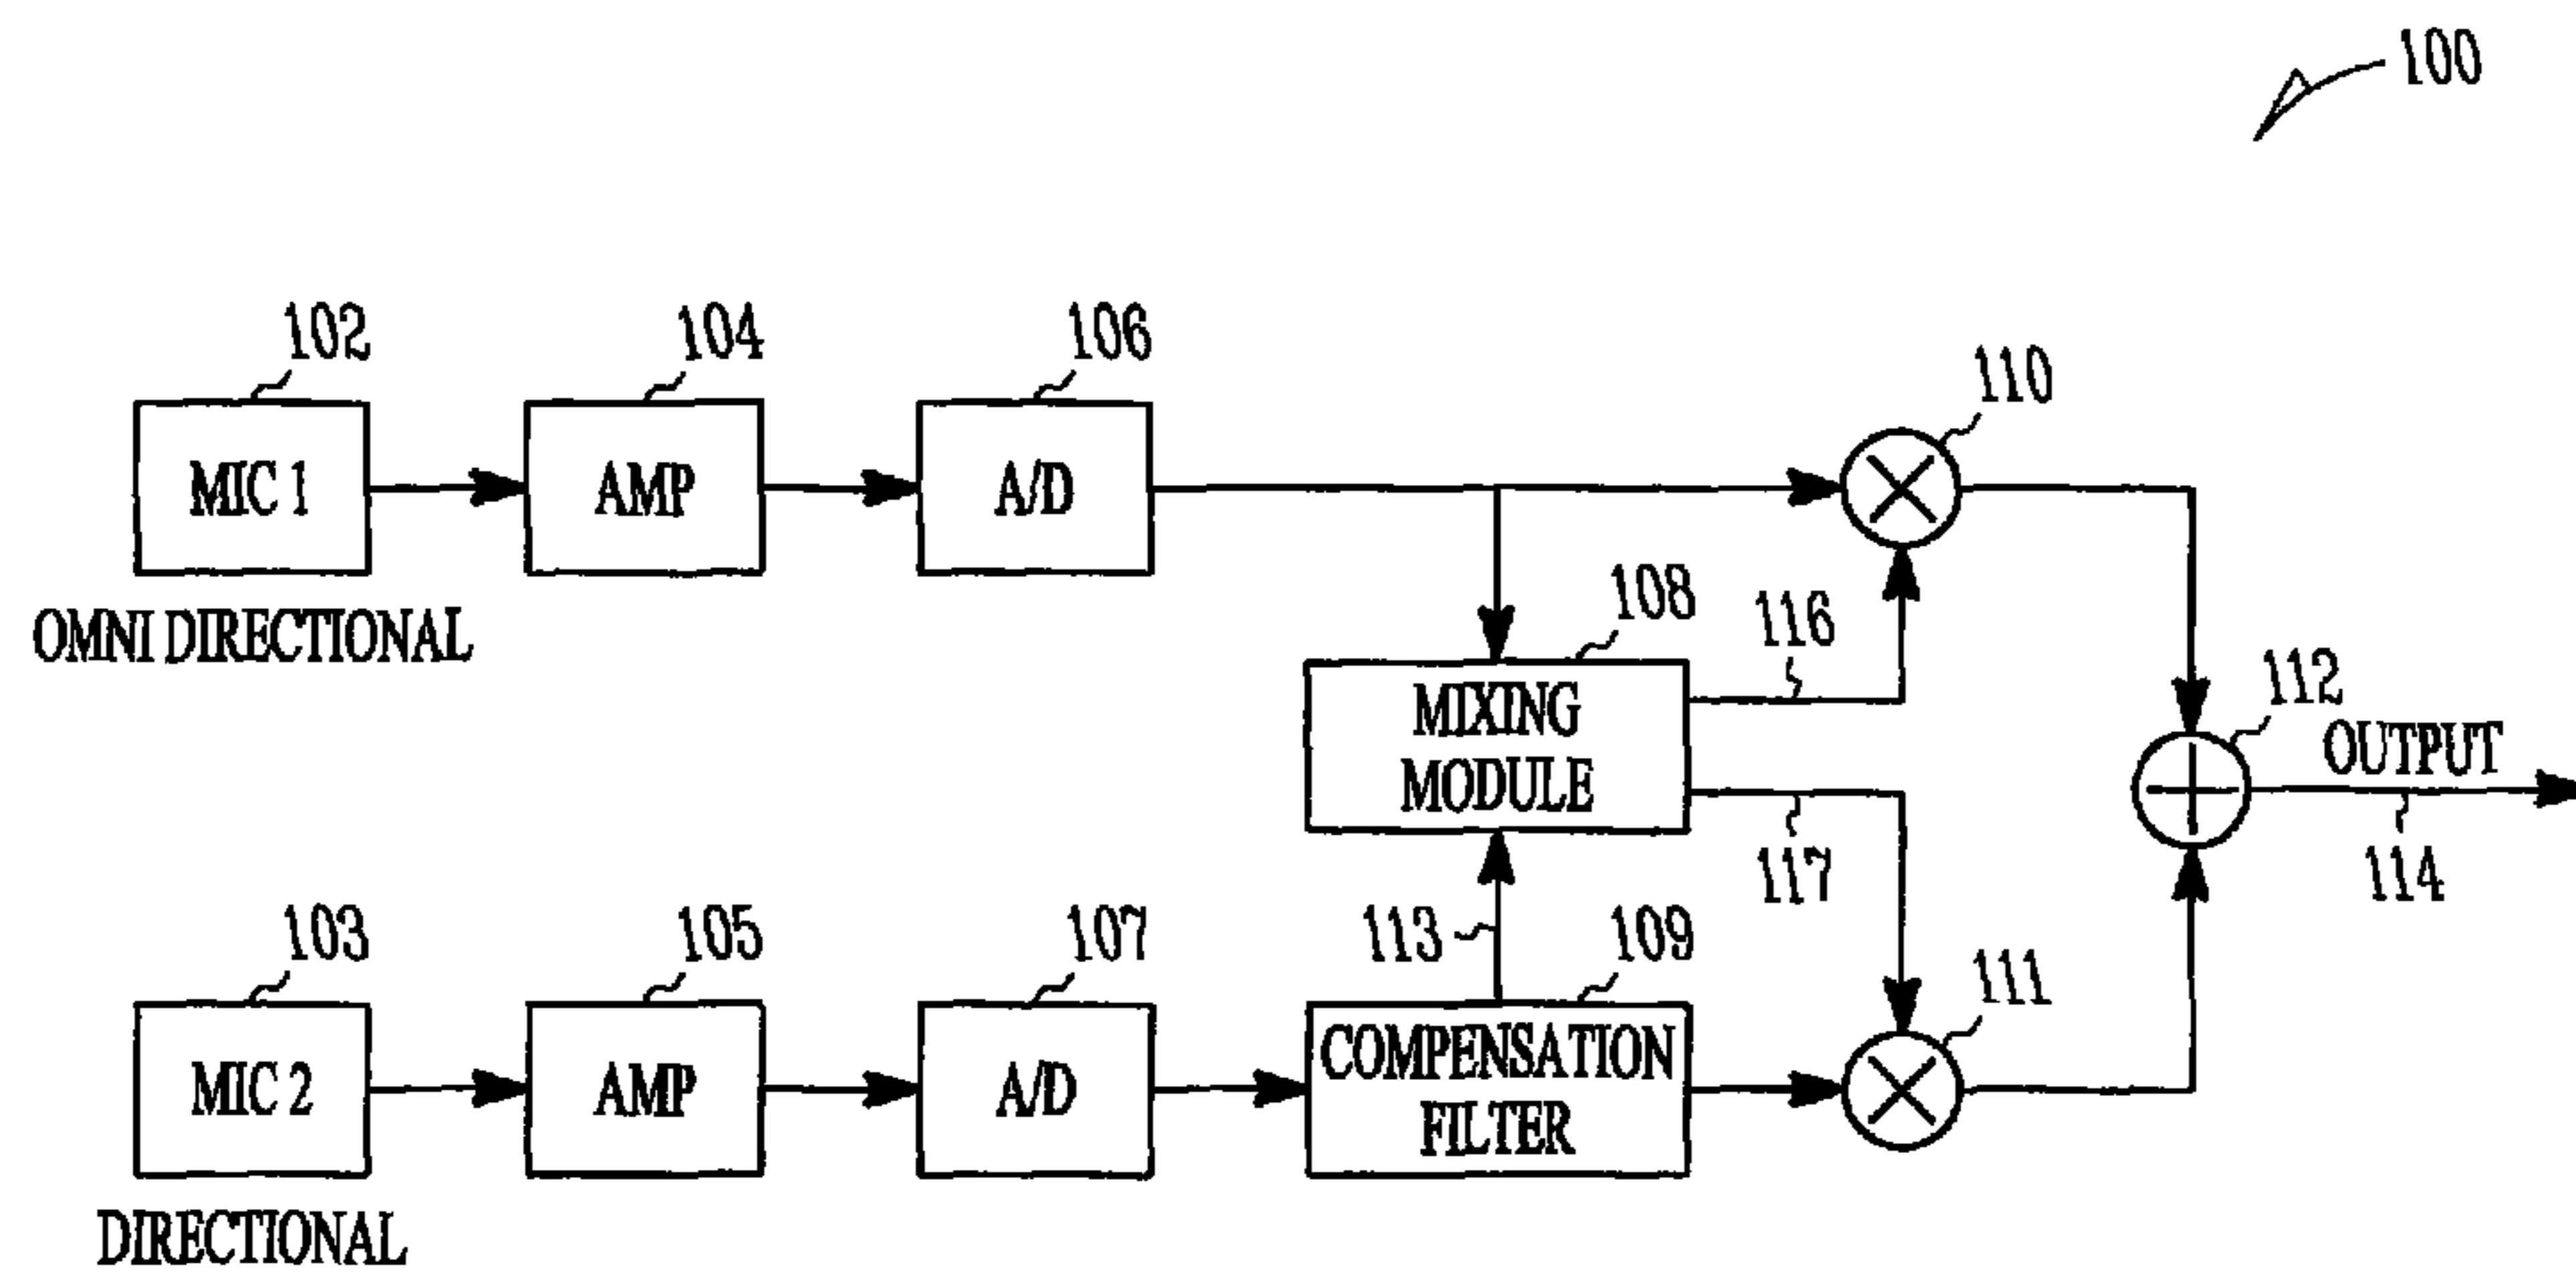 100
102
104
106
110
MIC 1
AMP
A/D
OMNI DIRECTIONAL
108
116
MIXING
MODULE
112
OUTPUT
117
114
103
105
107
113
109
111
MIC 2
AMP
A/D
COMPENSATION
FILTER
DIRECTIONAL